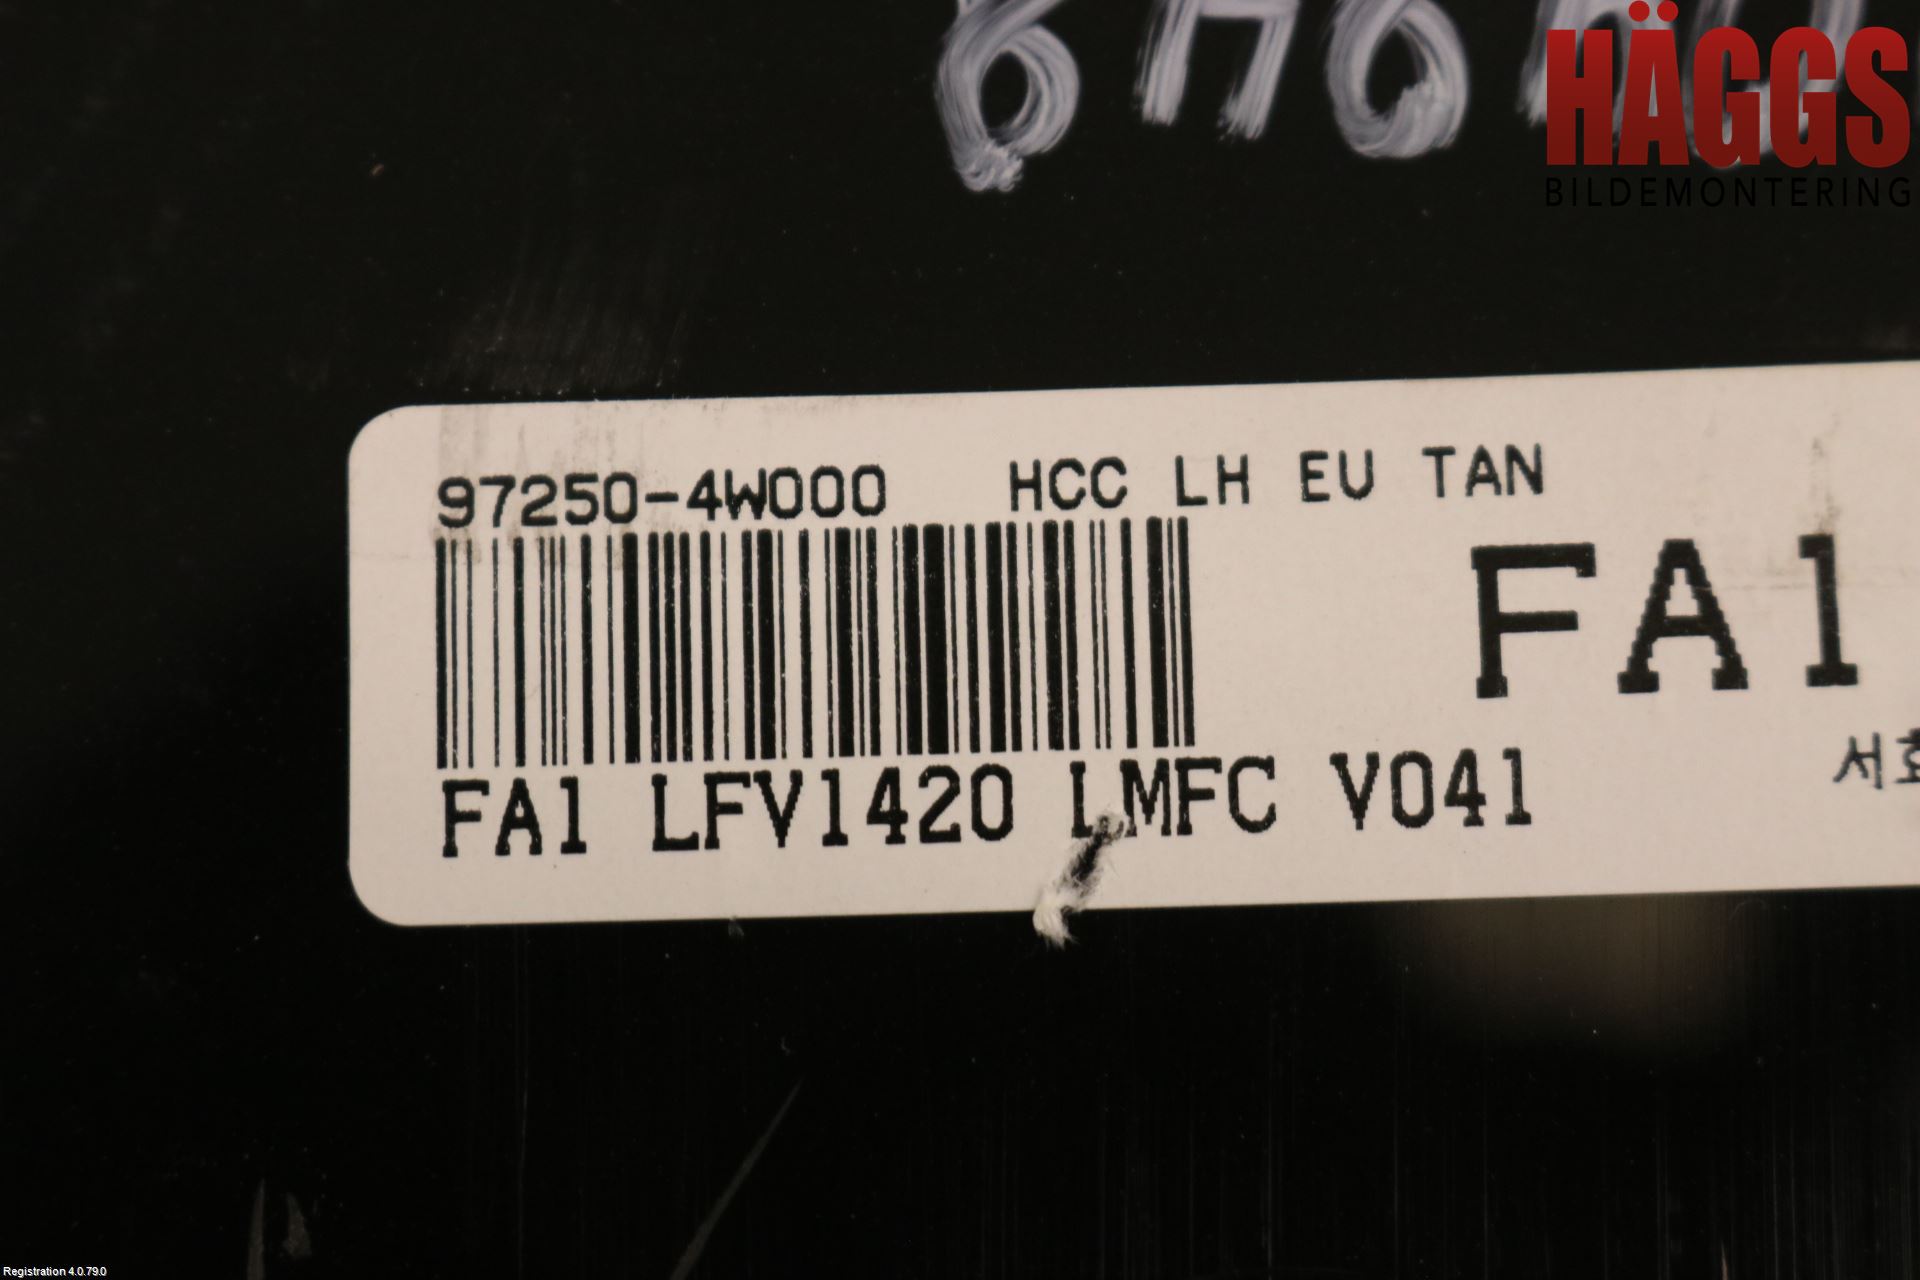 HÄGGS
BILDEMONTERING
97250-4W000 HCC LH EU TAN
FA1
FA1 LFV1420 LMFC V041
Registration 4.0.79.0